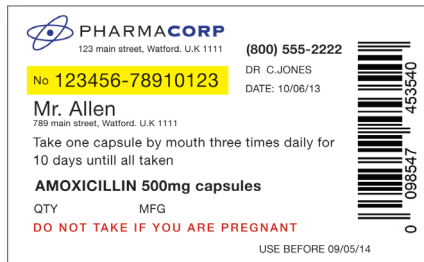 PHARMACORP
123 main street, Watford. U.K 1111
(800) 555-2222
DR C.JONES
DATE: 10/06/13
No 123456-78910123
Mr. Allen
789 main street, Watford. U.K 1111
Take one capsule by mouth three times daily for
10 days untill all taken
AMOXICILLIN 500mg capsules
QTY MFG
DO NOT TAKE IF YOU ARE PREGNANT
USE BEFORE 09/05/14
0 098547 453540